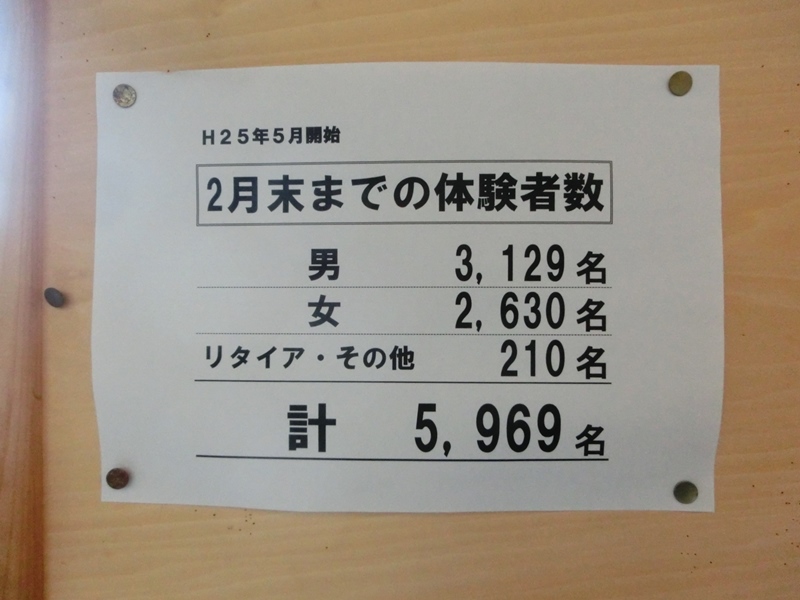 H25年5月開始
2月末までの体験者数
男 3,129名
女 2,630名
リタイア・その他 210名
計 5,969名